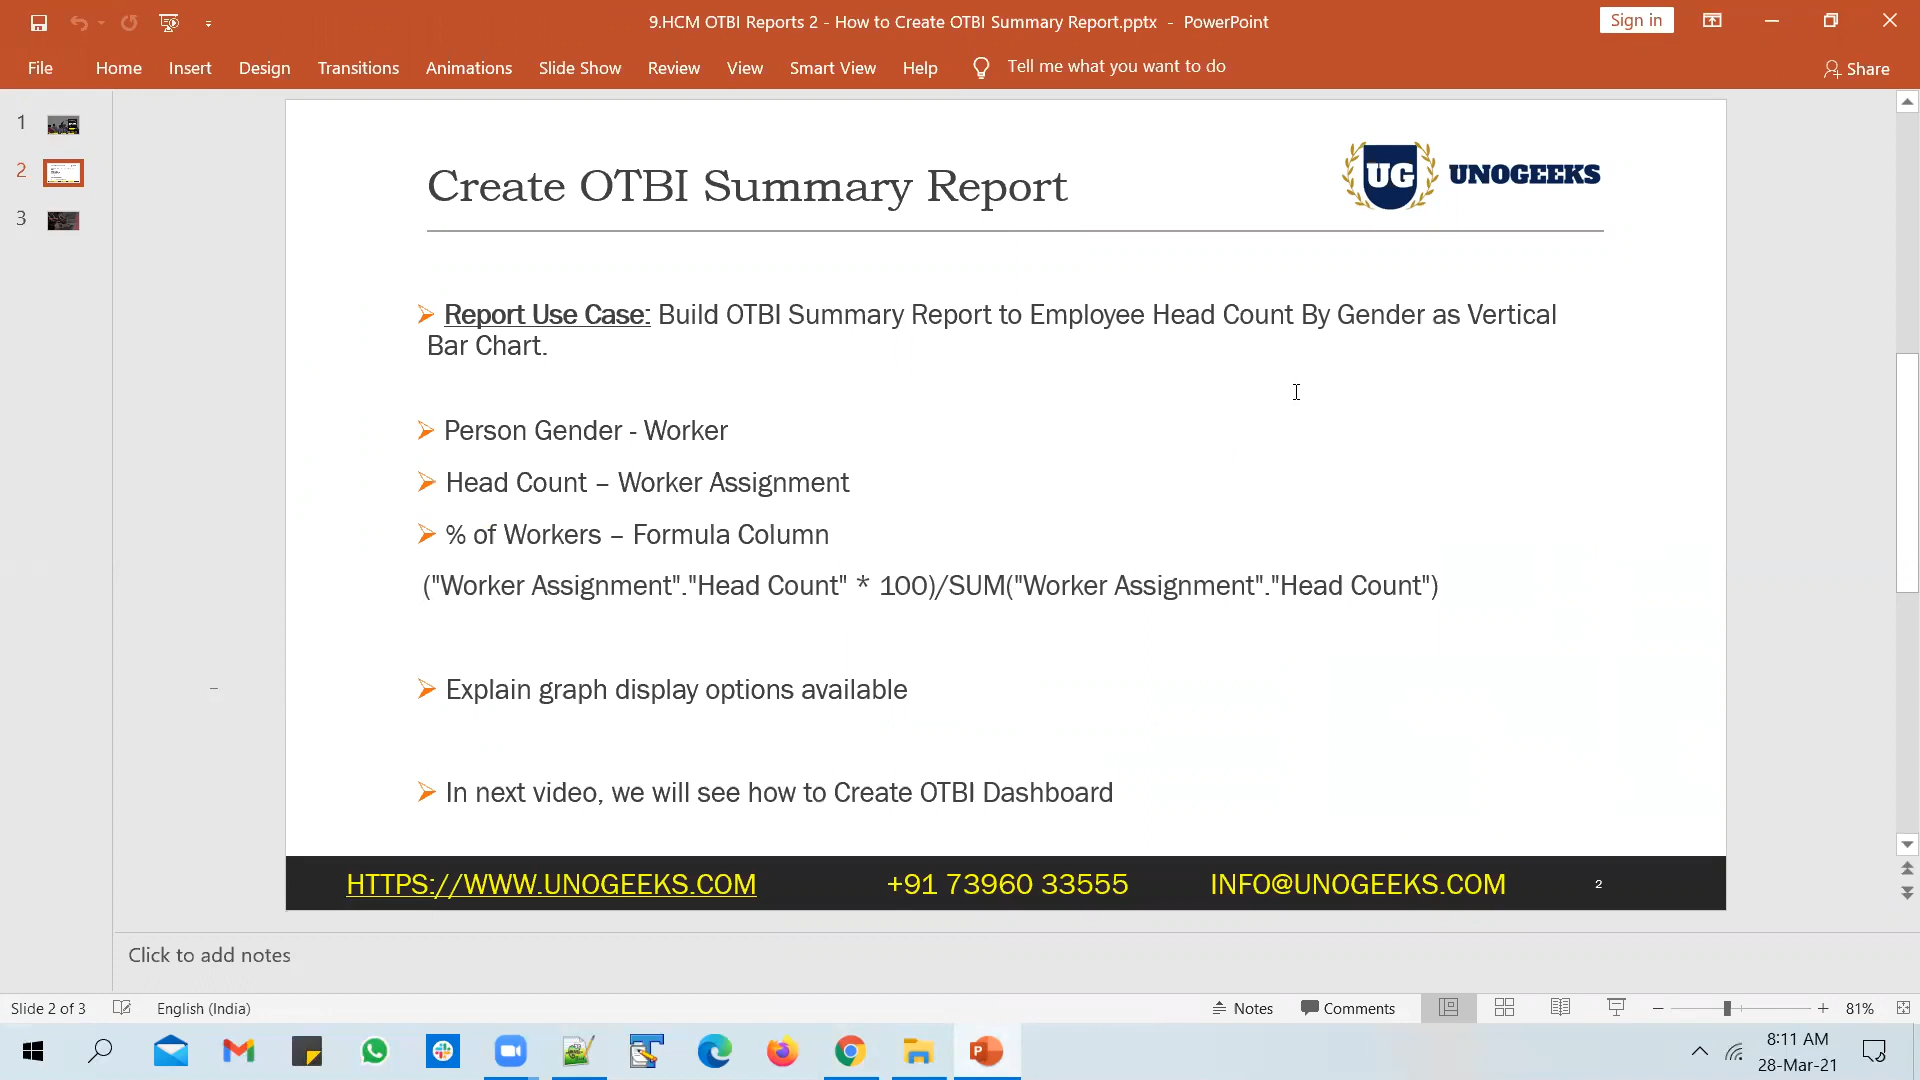 9.HCM OTBI Reports 2 - How to Create OTBI Summary Report.pptx - PowerPoint
Sign in
File Home Insert Design Transitions Animations Slide Show Review View Smart View Help Tell me what you want to do Share
1
2
3
Create OTBI Summary Report
UG UNOGEEKS
Report Use Case: Build OTBI Summary Report to Employee Head Count By Gender as Vertical
Bar Chart.
Person Gender - Worker
Head Count – Worker Assignment
% of Workers – Formula Column
("Worker Assignment"."Head Count" * 100)/SUM("Worker Assignment"."Head Count")
Explain graph display options available
In next video, we will see how to Create OTBI Dashboard
HTTPS://WWW.UNOGEEKS.COM +91 73960 33555 INFO@UNOGEEKS.COM 2
Click to add notes
Slide 2 of 3 English (India) Notes Comments 81%
8:11 AM
28-Mar-21